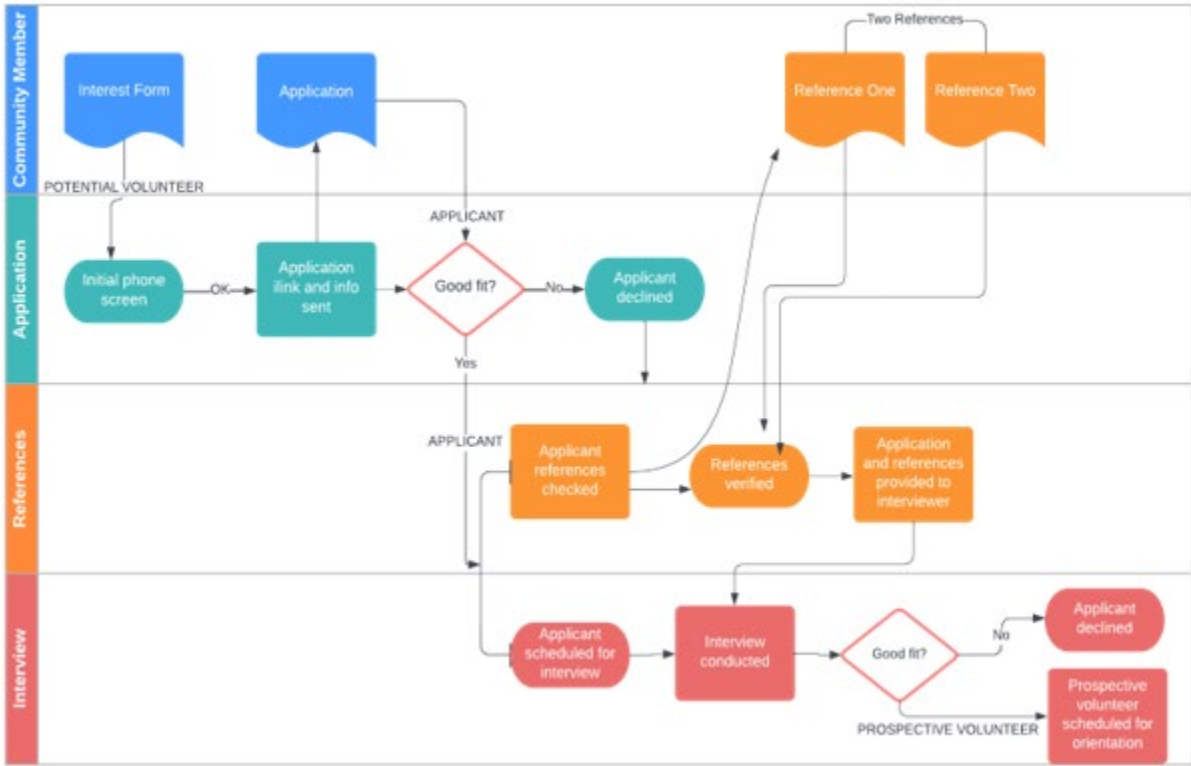 Community Member
Two References
Interest Form
Application
Reference One
Reference Two
POTENTIAL VOLUNTEER
Application
APPLICANT
Initial phone
screen
OK
Application
ilink and info
sent
Good fit?
No
Applicant
declined
Yes
References
APPLICANT
Applicant
references
checked
References
verified
Application
and references
provided to
interviewer
Interview
Applicant
scheduled for
interview
Interview
conducted
Good fit?
No
Applicant
declined
PROSPECTIVE VOLUNTEER
Prospective
volunteer
scheduled for
orientation